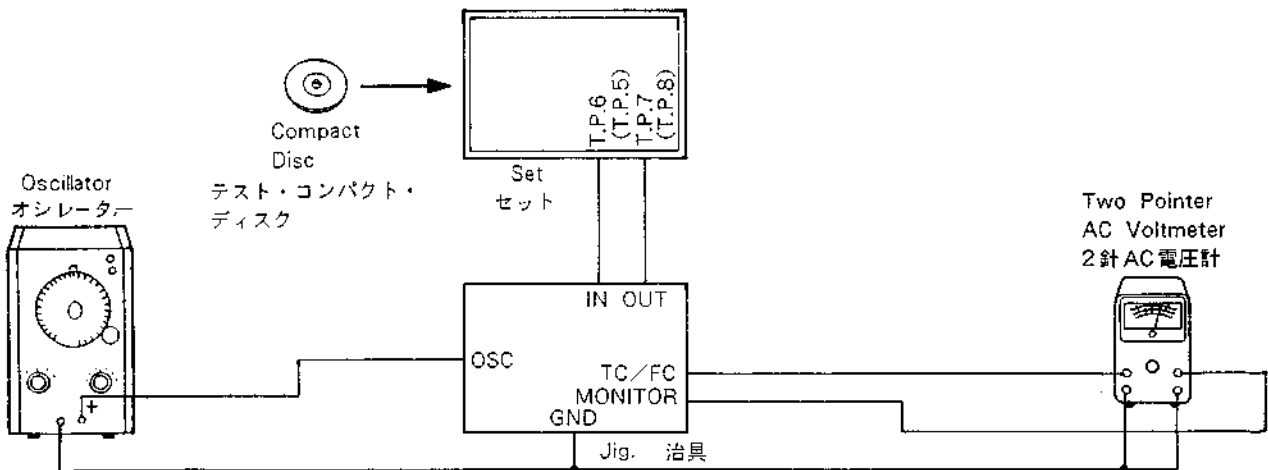 Compact
Disc
テスト・コンパクト・
ディスク
T.P.6
(T.P.5)
T.P.7
(T.P.8)
Set
セット
Oscillator
オシレーター
+
Two Pointer
AC Voltmeter
2針AC電圧計
IN OUT
OSC
TC/FC
MONITOR
GND
Jig. 治具